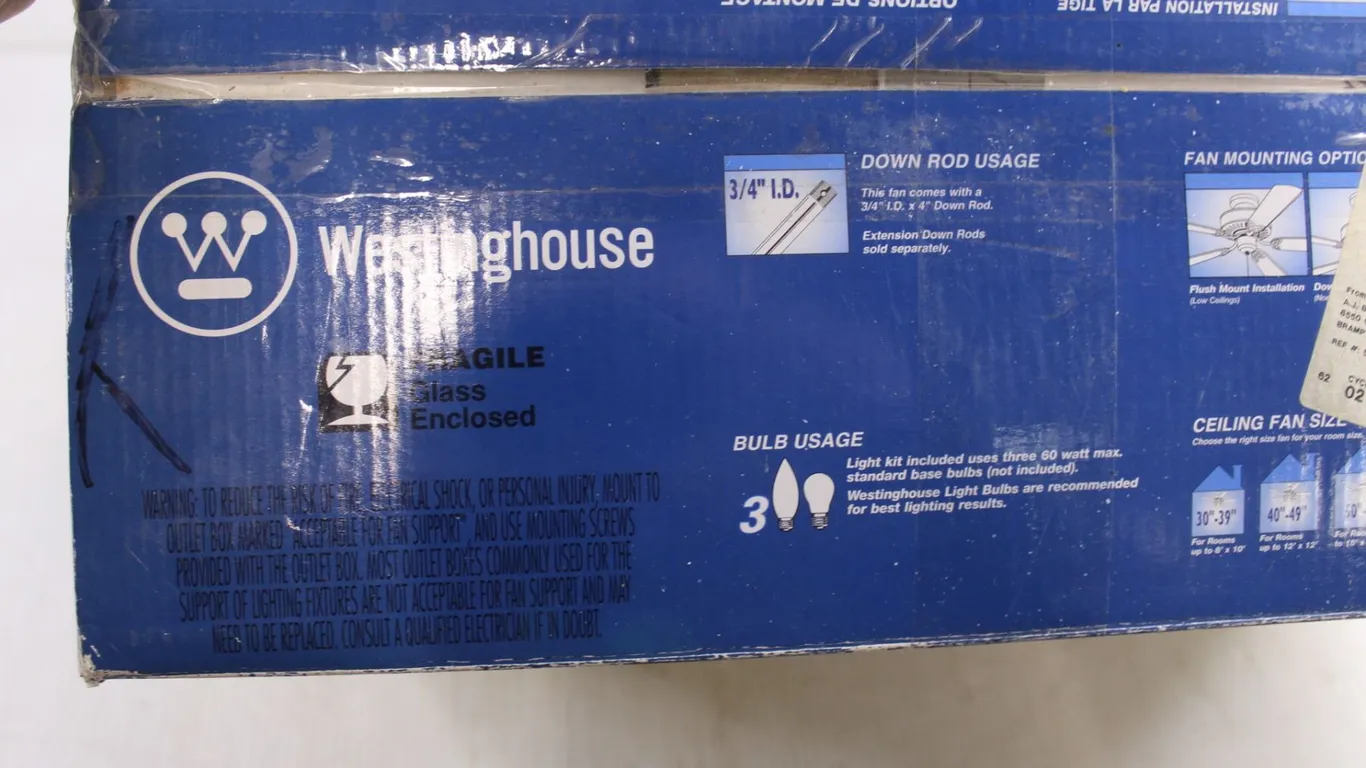 OPTIONS DE MONTAGE
INSTALLATION PAR LA TIGE
Westinghouse
FRAGILE
Glass
Enclosed
WARNING: TO REDUCE THE RISK OF FIRE, ELECTRICAL SHOCK, OR PERSONAL INJURY, MOUNT TO
OUTLET BOX MARKED "ACCEPTABLE FOR FAN SUPPORT", AND USE MOUNTING SCREWS
PROVIDED WITH THE OUTLET BOX. MOST OUTLET BOXES COMMONLY USED FOR THE
SUPPORT OF LIGHTING FIXTURES ARE NOT ACCEPTABLE FOR FAN SUPPORT AND MAY
NEED TO BE REPLACED. CONSULT A QUALIFIED ELECTRICIAN IF IN DOUBT.
3/4" I.D.
DOWN ROD USAGE
This fan comes with a
3/4" I.D. x 4" Down Rod.
Extension Down Rods
sold separately.
BULB USAGE
3
Light kit included uses three 60 watt max.
standard base bulbs (not included).
Westinghouse Light Bulbs are recommended
for best lighting results.
FAN MOUNTING OPTIO
Flush Mount Installation
(Low Ceilings)
A.J.
6550
BRAMP
REF #:
62
02
CEILING FAN SIZE
Choose the right size fan for your room size.
30"-39"
For Rooms
up to 8' x 10'
40"-49"
For Rooms
up to 12' x 12'